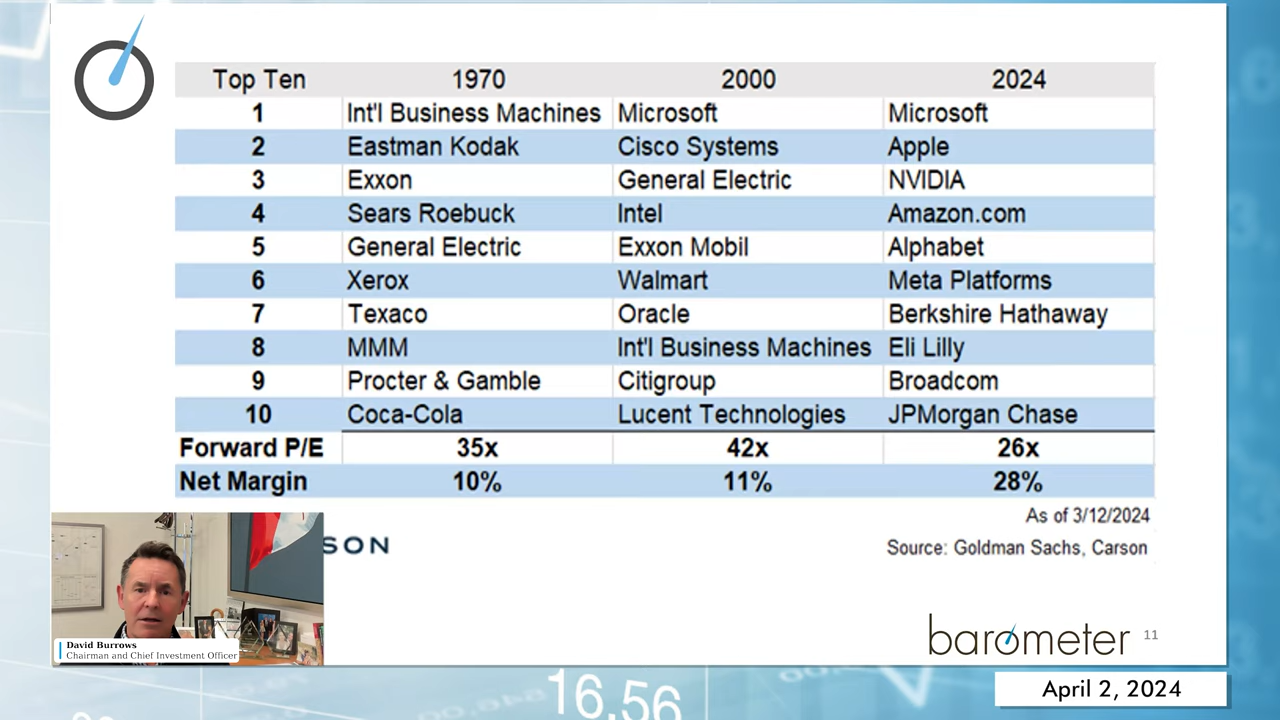 Top Ten 1970 2000 2024
1 Int'l Business Machines Microsoft Microsoft
2 Eastman Kodak Cisco Systems Apple
3 Exxon General Electric NVIDIA
4 Sears Roebuck Intel Amazon.com
5 General Electric Exxon Mobil Alphabet
6 Xerox Walmart Meta Platforms
7 Texaco Oracle Berkshire Hathaway
8 MMM Int'l Business Machines Eli Lilly
9 Procter & Gamble Citigroup Broadcom
10 Coca-Cola Lucent Technologies JPMorgan Chase
Forward P/E 35x 42x 26x
Net Margin 10% 11% 28%
As of 3/12/2024
SON
Source: Goldman Sachs, Carson
David Burrows
Chairman and Chief Investment Officer
barometer 11
April 2, 2024
16.56